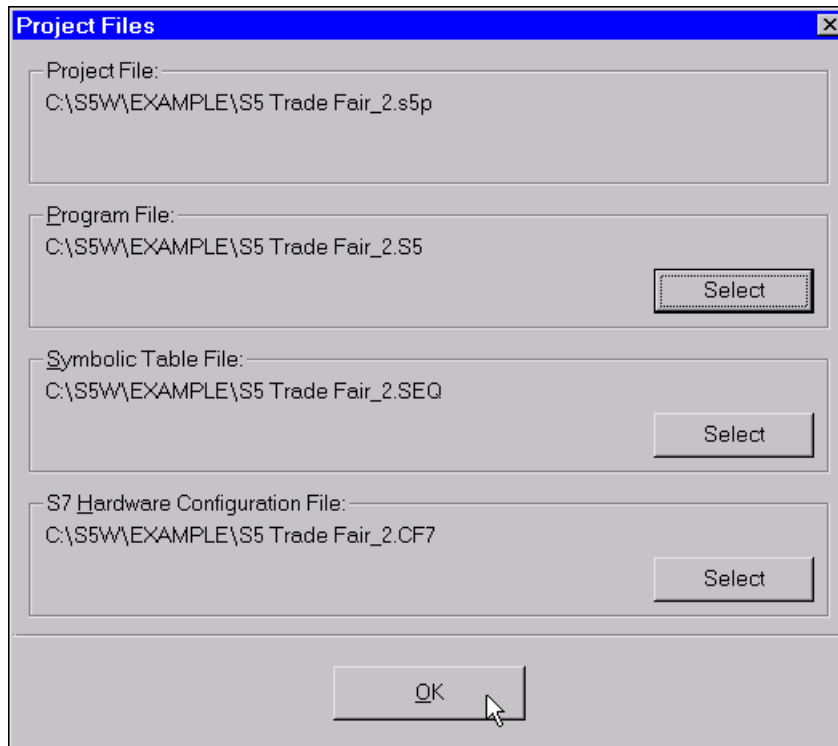 Project Files
Project File:
C:\S5W\EXAMPLE\S5 Trade Fair_2.s5p
Program File:
C:\S5W\EXAMPLE\S5 Trade Fair_2.S5
Select
Symbolic Table File:
C:\S5W\EXAMPLE\S5 Trade Fair_2.SEQ
Select
S7 Hardware Configuration File:
C:\S5W\EXAMPLE\S5 Trade Fair_2.CF7
Select
OK